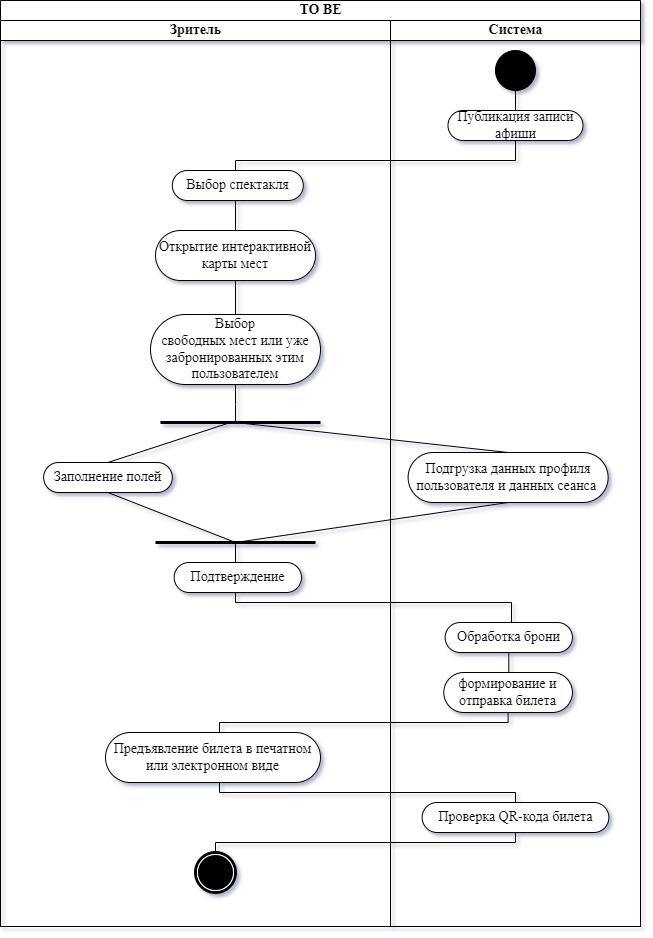 TO BE
Зритель
Система
Публикация записи
афиши
Выбор спектакля
Открытие интерактивной
карты мест
Выбор
свободных мест или уже
забронированных этим
пользователем
Заполнение полей
Подгрузка данных профиля
пользователя и данных сеанса
Подтверждение
Обработка брони
формирование и
отправка билета
Предъявление билета в печатном
или электронном виде
Проверка QR-кода билета